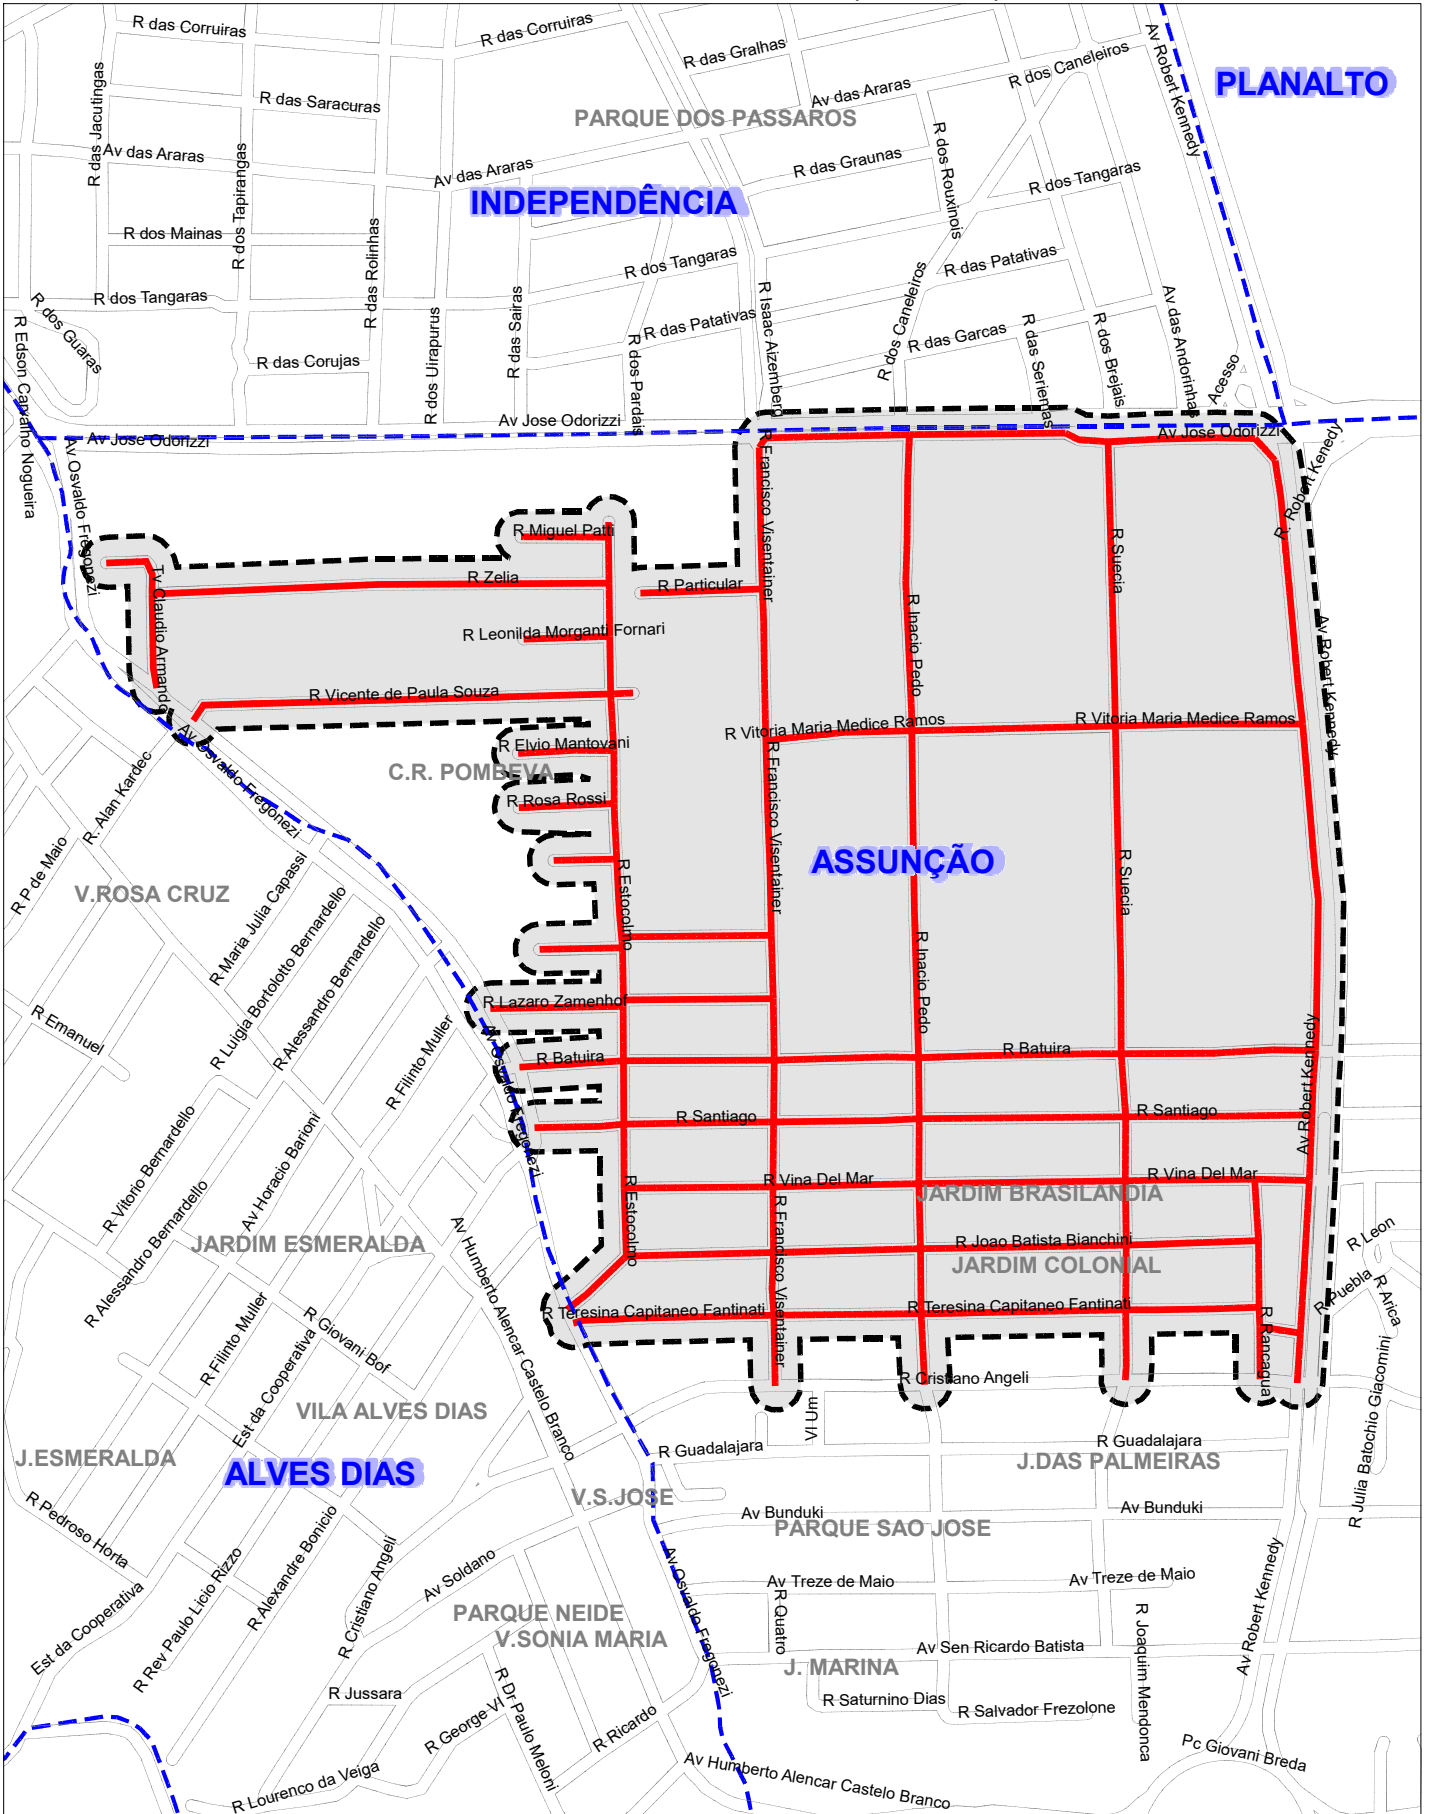 R das Corruiras
R das Corruiras
R das Gralhas
R dos Caneleiros
Av Robert Kennedy
PLANALTO
R das Jacutingas
R das Saracuras
Av das Araras
PARQUE DOS PASSAROS
Av das Araras
R dos Tapirangas
Av das Araras
R das Graunas
R dos Rouxinois
R dos Tangaras
INDEPENDÊNCIA
R dos Mainas
R das Rolinhas
R dos Tangaras
R das Patativas
R dos Tangaras
R dos Guaras
R Edson Carvalho Nogueira
R dos Uirapurus
R das Sairas
R das Patativas
R Isaac Aizemberg
R dos Caneleiros
R das Garcas
R das Seriemas
R dos Brejais
Av das Andorinhas
Acesso
R das Corujas
R dos Pardais
Av Jose Odorizzi
Av Jose Odorizzi
Av Jose Odorizzi
Av Osvaldo Fregonezi
R Francisco Visentainer
R. Robert Kenedy
R Miguel Patti
R Suecia
R Zelia
R Particular
Tv Claudio Armando
R Inacio Pedo
R Leonilda Morganti Fornari
Av Robert Kennedy
R Vicente de Paula Souza
R Vitoria Maria Medice Ramos
R Vitoria Maria Medice Ramos
Av Osvaldo Fregonezi
R Elvio Mantovani
C.R. POMBEVA
R. Alan Kardec
R Rosa Rossi
R Francisco Visentainer
R P de Maio
ASSUNÇÃO
R Estocolmo
R Suecia
V.ROSA CRUZ
R Maria Julia Capassi
R Luigia Bortolotto Bernardello
R Alessandro Bernardello
R Inacio Pedo
R Lazaro Zamenhof
R Emanuel
R Filinto Muller
Av Osvaldo Fregonezi
R Batuira
R Batuira
Av Robert Kennedy
R Santiago
R Santiago
R Vitorio Bernardello
Av Horacio Barioni
R Vina Del Mar
R Vina Del Mar
JARDIM BRASILANDIA
R Alessandro Bernardello
R Estocolmo
R Francisco Visentainer
JARDIM ESMERALDA
R Joao Batista Bianchini
JARDIM COLONIAL
R Leon
R Puebla
R Arica
Av Humberto Alencar Castelo Branco
R Filinto Muller
R Giovani Bof
R Teresina Capitaneo Fantinati
R Teresina Capitaneo Fantinati
R Rancaqua
Est da Cooperativa
R Cristiano Angeli
R Julia Batochio Giacomini
VILA ALVES DIAS
Vl Um
J.ESMERALDA
R Guadalajara
R Guadalajara
J.DAS PALMEIRAS
ALVES DIAS
V.S.JOSE
R Pedroso Horta
Av Bunduki
Av Bunduki
PARQUE SAO JOSE
R Alexandre Bonicio
R Cristiano Angeli
Av Soldano
Av Osvaldo Fregonezi
Av Treze de Maio
Av Treze de Maio
R Quatro
R Rev Paulo Licio Rizzo
Est da Cooperativa
PARQUE NEIDE
V.SONIA MARIA
Av Sen Ricardo Batista
R Joaquim Mendonca
Av Robert Kennedy
J. MARINA
R Jussara
R Dr Paulo Meloni
R Saturnino Dias
R Salvador Frezolone
R George VI
R Ricardo
Pc Giovani Breda
R Lourenco da Veiga
Av Humberto Alencar Castelo Branco